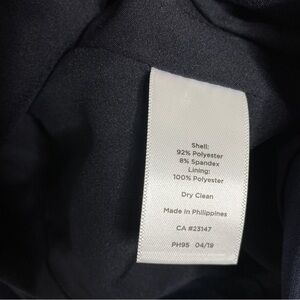 Shell:
92% Polyester
8% Spandex
Lining:
100% Polyester
Dry Clean
Made in Philippines
CA #23147
PH95 04/19